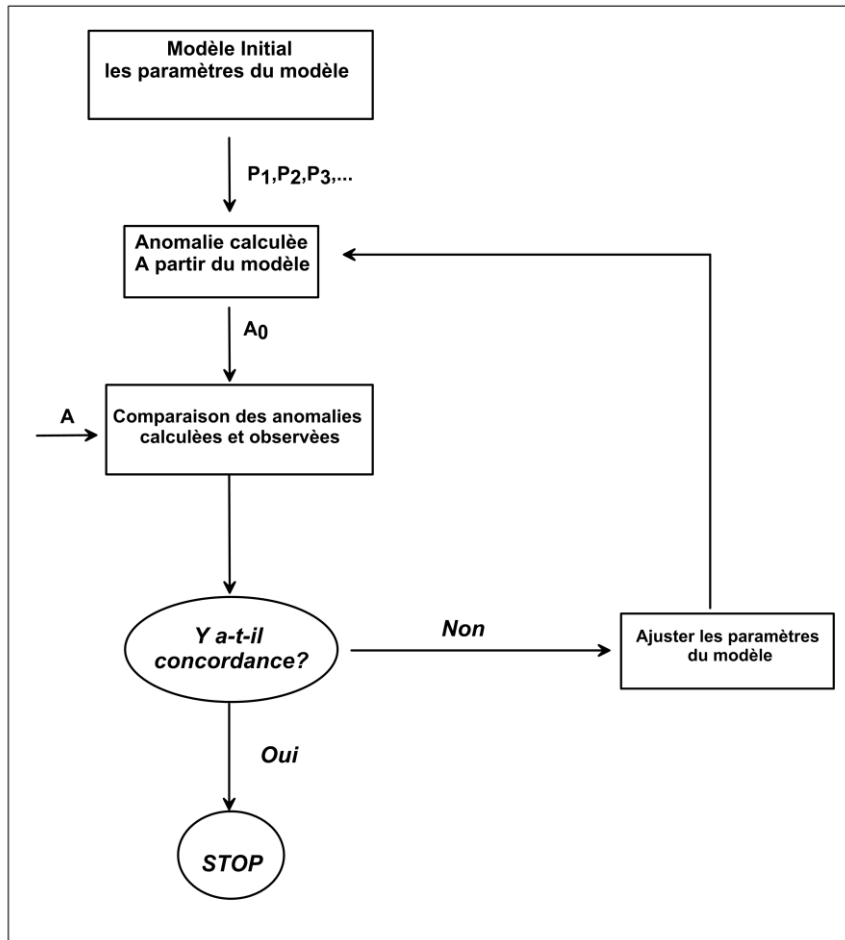 Modèle Initial
les paramètres du modèle
P1,P2,P3,...
Anomalie calculèe
A partir du modèle
A0
A
Comparaison des anomalies
calculèes et observèes
Y a-t-il
concordance?
Non
Ajuster les paramètres
du modèle
Oui
STOP